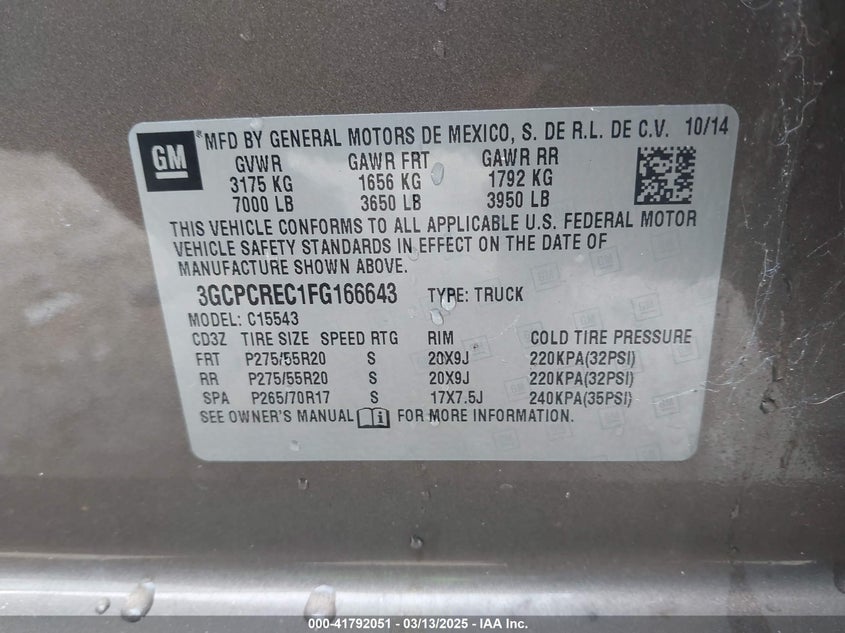 GM ® MFD BY GENERAL MOTORS DE MEXICO, S. DE R.L. DE C.V. 10/14
GVWR GAWR FRT GAWR RR
3175 KG 1656 KG 1792 KG
7000 LB 3650 LB 3950 LB
THIS VEHICLE CONFORMS TO ALL APPLICABLE U.S. FEDERAL MOTOR
VEHICLE SAFETY STANDARDS IN EFFECT ON THE DATE OF
MANUFACTURE SHOWN ABOVE.
3GCPCREC1FG166643 TYPE: TRUCK
MODEL: C15543
CD3Z TIRE SIZE SPEED RTG RIM COLD TIRE PRESSURE
FRT P275/55R20 S 20X9J 220KPA(32PSI)
RR P275/55R20 S 20X9J 220KPA(32PSI)
SPA P265/70R17 S 17X7.5J 240KPA(35PSI)
SEE OWNER'S MANUAL FOR MORE INFORMATION.
000-41792051 - 03/13/2025 - IAA Inc.